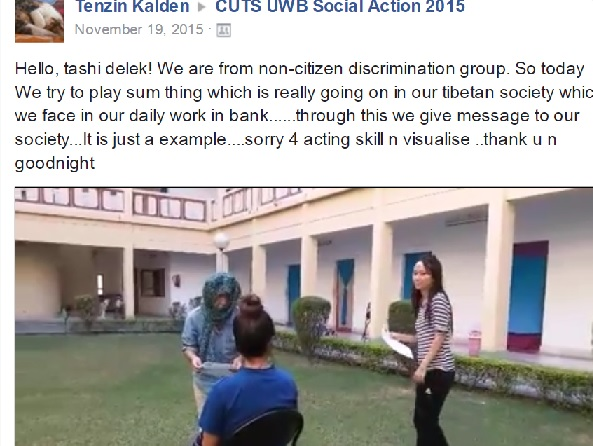 Tenzin Kalden ▸ CUTS UWB Social Action 2015
November 19, 2015 ·
Hello, tashi delek! We are from non-citizen discrimination group. So today
We try to play sum thing which is really going on in our tibetan society whic
we face in our daily work in bank......through this we give message to our
society...It is just a example....sorry 4 acting skill n visualise ..thank u n
goodnight